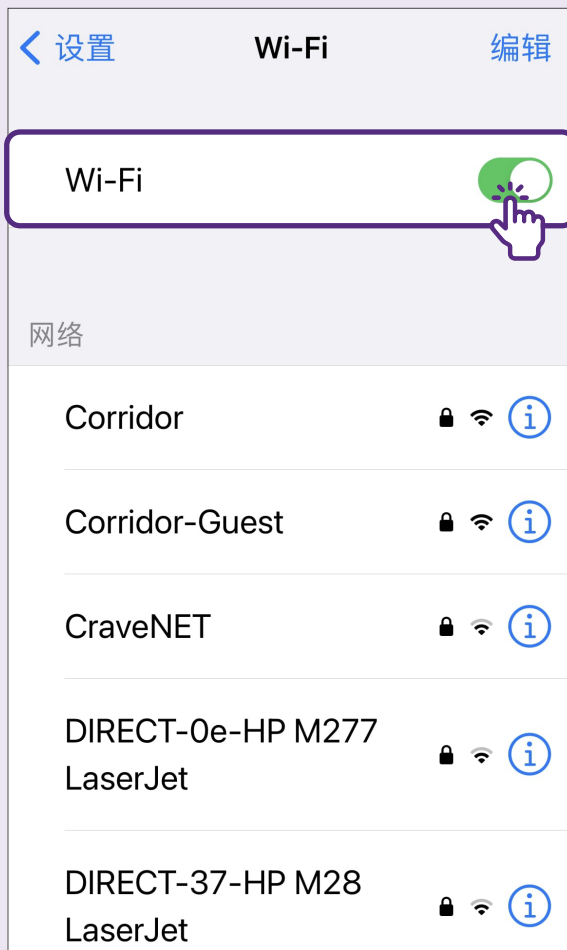 设置
Wi-Fi
编辑
Wi-Fi
网络
Corridor
Corridor-Guest
CraveNET
DIRECT-0e-HP M277
LaserJet
DIRECT-37-HP M28
LaserJet